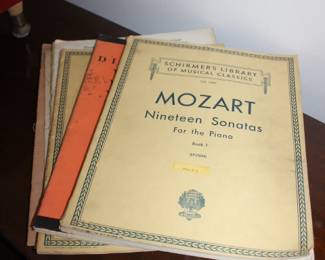 SCHIRMER'S LIBRARY
OF MUSICAL CLASSICS
MOZART
Nineteen Sonatas
For the Piano
Book I
D I